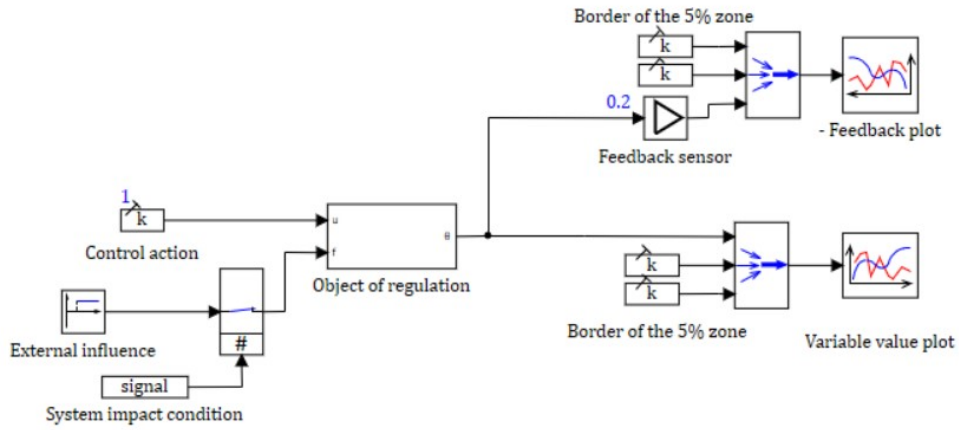 Border of the 5% zone
k
k
0.2
- Feedback plot
Feedback sensor
1
k
u
θ
Control action
f
k
Object of regulation
k
Border of the 5% zone
Variable value plot
#
External influence
signal
System impact condition